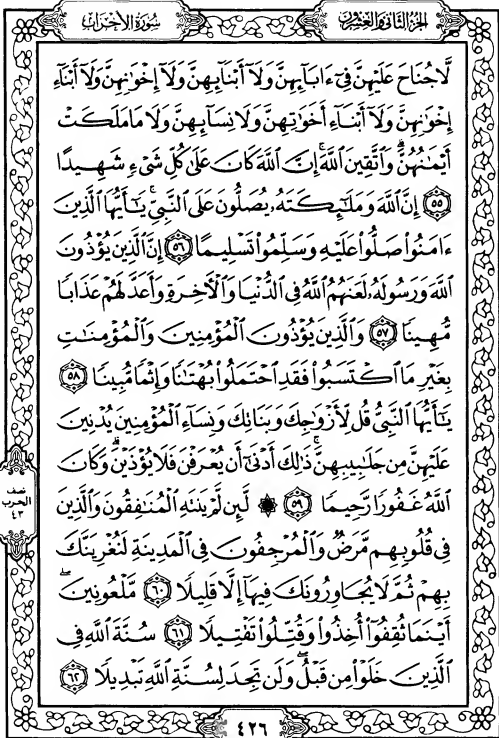 الجزء الثاني والعشرون
سورة الأحزاب
لَّا جُنَاحَ عَلَيْهِنَّ فِىٓ ءَابَآئِهِنَّ وَلَآ أَبْنَآئِهِنَّ وَلَآ إِخْوَٰنِهِنَّ وَلَآ أَبْنَآءِ
إِخْوَٰنِهِنَّ وَلَآ أَبْنَآءِ أَخَوَٰتِهِنَّ وَلَا نِسَآئِهِنَّ وَلَا مَا مَلَكَتْ
أَيْمَٰنُهُنَّ ۗ وَٱتَّقِينَ ٱللَّهَ ۚ إِنَّ ٱللَّهَ كَانَ عَلَىٰ كُلِّ شَىْءٍ شَهِيدًا
٥٥ إِنَّ ٱللَّهَ وَمَلَٰٓئِكَتَهُۥ يُصَلُّونَ عَلَى ٱلنَّبِىِّ ۚ يَٰٓأَيُّهَا ٱلَّذِينَ
ءَامَنُوا۟ صَلُّوا۟ عَلَيْهِ وَسَلِّمُوا۟ تَسْلِيمًا ٥٦ إِنَّ ٱلَّذِينَ يُؤْذُونَ
ٱللَّهَ وَرَسُولَهُۥ لَعَنَهُمُ ٱللَّهُ فِى ٱلدُّنْيَا وَٱلْءَاخِرَةِ وَأَعَدَّ لَهُمْ عَذَابًا
مُّهِينًا ٥٧ وَٱلَّذِينَ يُؤْذُونَ ٱلْمُؤْمِنِينَ وَٱلْمُؤْمِنَٰتِ
بِغَيْرِ مَا ٱكْتَسَبُوا۟ فَقَدِ ٱحْتَمَلُوا۟ بُهْتَٰنًا وَإِثْمًا مُّبِينًا ٥٨
يَٰٓأَيُّهَا ٱلنَّبِىُّ قُل لِّأَزْوَٰجِكَ وَبَنَاتِكَ وَنِسَآءِ ٱلْمُؤْمِنِينَ يُدْنِينَ
عَلَيْهِنَّ مِن جَلَٰبِيبِهِنَّ ۚ ذَٰلِكَ أَدْنَىٰٓ أَن يُعْرَفْنَ فَلَا يُؤْذَيْنَ ۗ وَكَانَ
ٱللَّهُ غَفُورًا رَّحِيمًا ٥٩ ۞ لَّئِن لَّمْ يَنتَهِ ٱلْمُنَٰفِقُونَ وَٱلَّذِينَ
فِى قُلُوبِهِم مَّرَضٌ وَٱلْمُرْجِفُونَ فِى ٱلْمَدِينَةِ لَنُغْرِيَنَّكَ
بِهِمْ ثُمَّ لَا يُجَاوِرُونَكَ فِيهَآ إِلَّا قَلِيلًا ٦٠ مَّلْعُونِينَ ۖ
أَيْنَمَا ثُقِفُوٓا۟ أُخِذُوا۟ وَقُتِّلُوا۟ تَقْتِيلًا ٦١ سُنَّةَ ٱللَّهِ فِى
ٱلَّذِينَ خَلَوْا۟ مِن قَبْلُ ۖ وَلَن تَجِدَ لِسُنَّةِ ٱللَّهِ تَبْدِيلًا ٦٢
نصف
الحزب
٤٣
٤٢٦